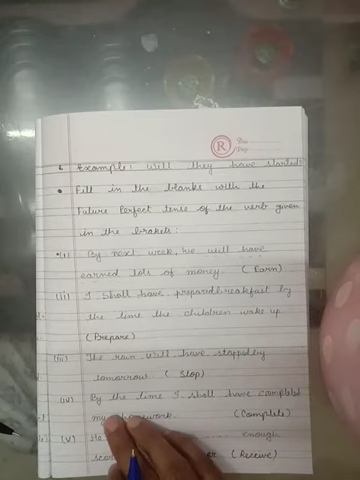 R
Date
Page
Example: Will they have started?
Fill in the blanks with the
Future Perfect tense of the verb given
in the brakets:
(i) By next week, we will have
earned lots of money. (Earn)
(ii) I shall have prepared breakfast by
the time the children wake up
(Prepare)
(iii) The rain will have stopped by
tomorrow. (Stop)
(iv) By the time I shall have completed
my homework. (Complete)
(v) He enough
(Receive)